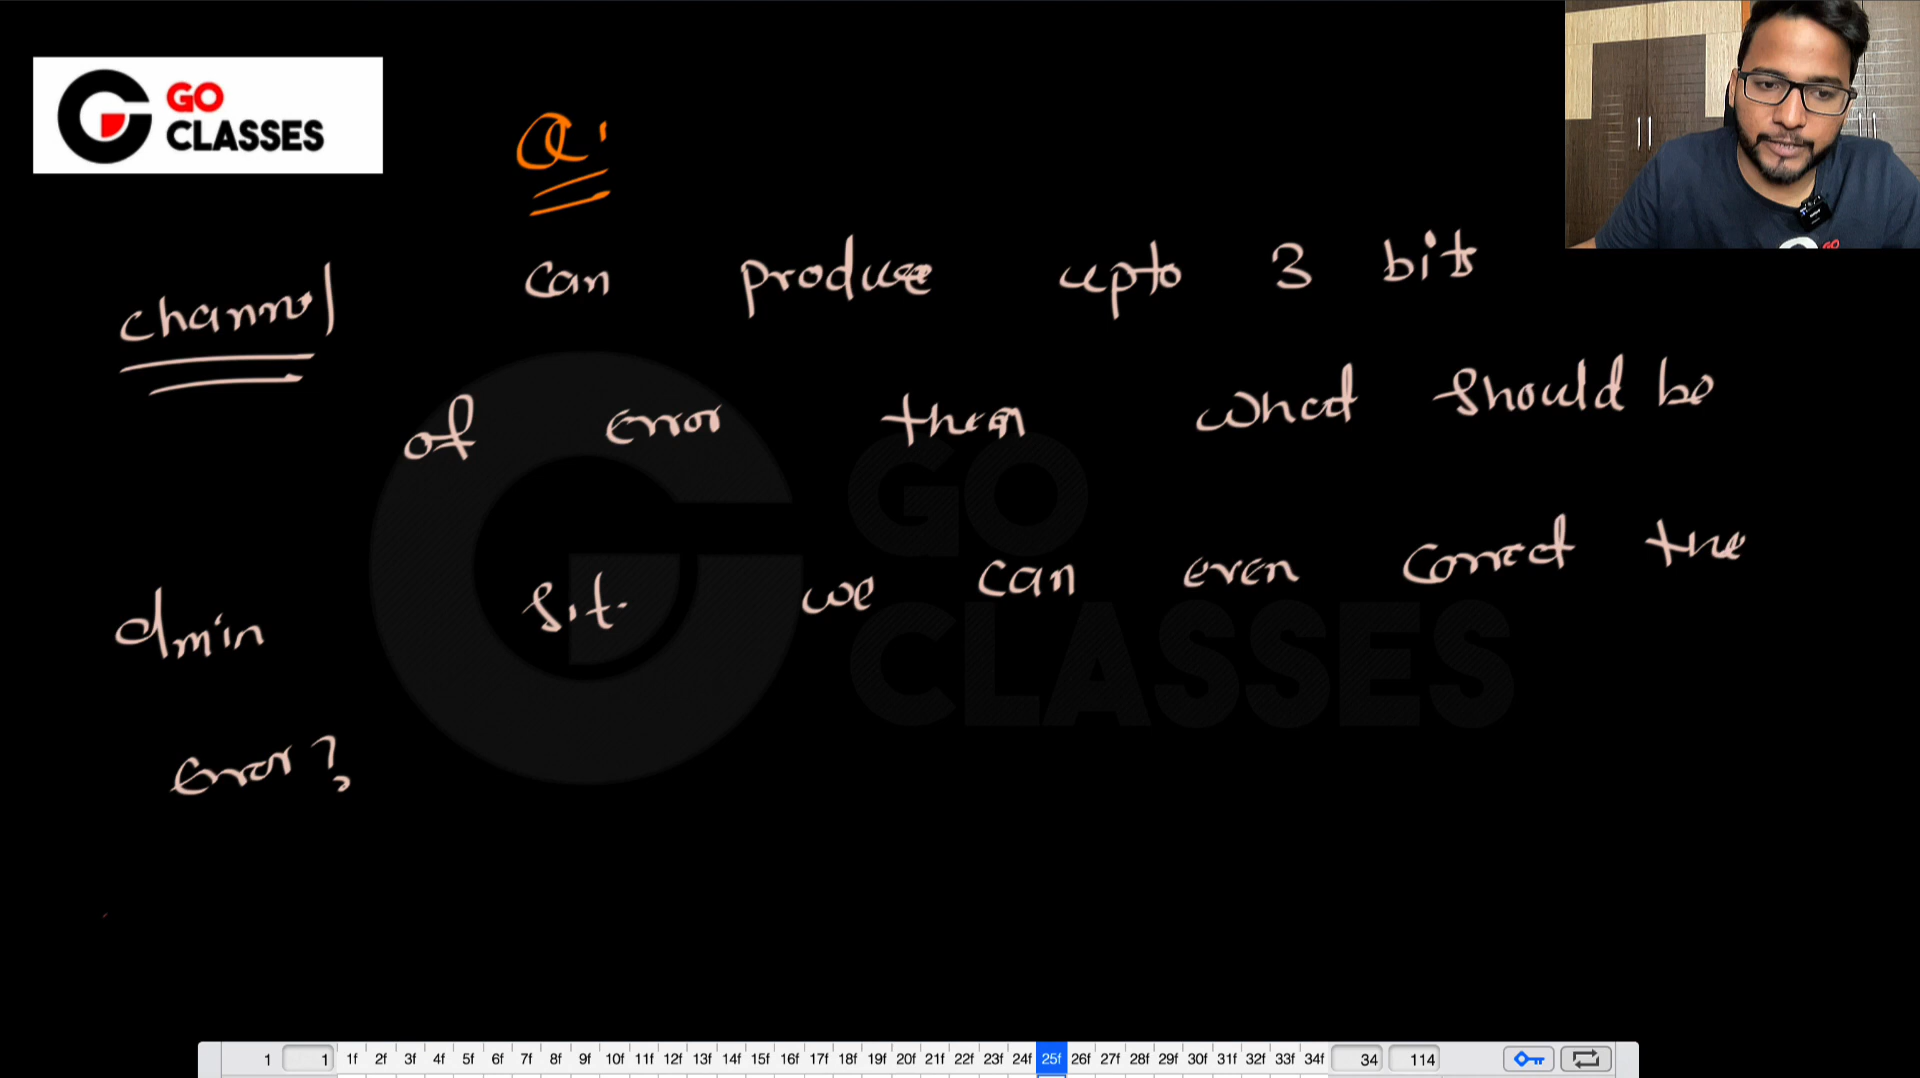 GO
CLASSES
Q:
channel can produce upto 3 bits
of error then what should be
dmin s.t. we can even correct the
error?
GO
CLASSES
1 1 1f 2f 3f 4f 5f 6f 7f 8f 9f 10f 11f 12f 13f 14f 15f 16f 17f 18f 19f 20f 21f 22f 23f 24f 25f 26f 27f 28f 29f 30f 31f 32f 33f 34f 34 114